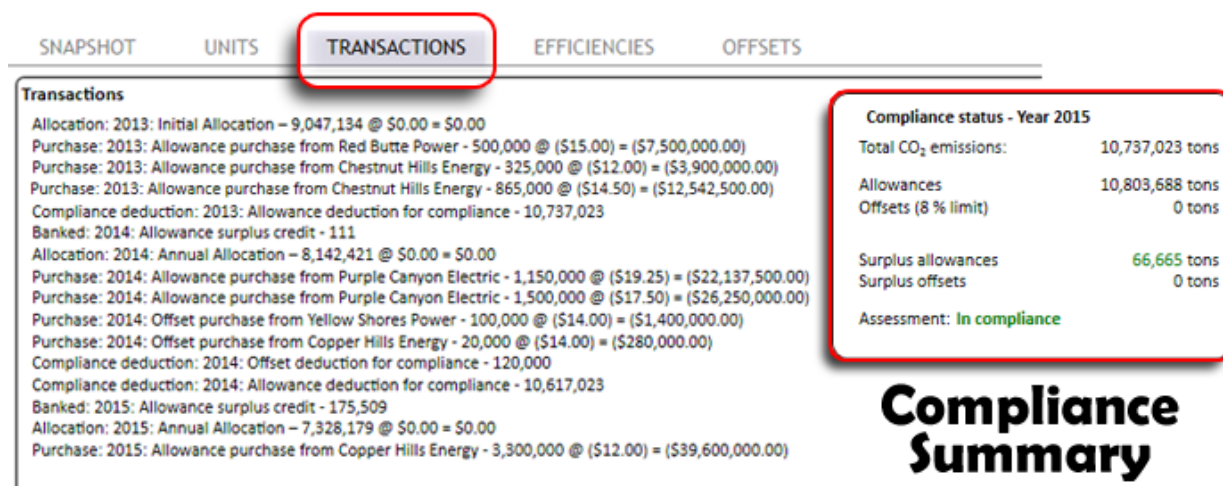 SNAPSHOT UNITS TRANSACTIONS EFFICIENCIES OFFSETS
Transactions
Allocation: 2013: Initial Allocation – 9,047,134 @ $0.00 = $0.00
Purchase: 2013: Allowance purchase from Red Butte Power - 500,000 @ ($15.00) = ($7,500,000.00)
Purchase: 2013: Allowance purchase from Chestnut Hills Energy - 325,000 @ ($12.00) = ($3,900,000.00)
Purchase: 2013: Allowance purchase from Chestnut Hills Energy - 865,000 @ ($14.50) = ($12,542,500.00)
Compliance deduction: 2013: Allowance deduction for compliance - 10,737,023
Banked: 2014: Allowance surplus credit - 111
Allocation: 2014: Annual Allocation – 8,142,421 @ $0.00 = $0.00
Purchase: 2014: Allowance purchase from Purple Canyon Electric - 1,150,000 @ ($19.25) = ($22,137,500.00)
Purchase: 2014: Allowance purchase from Purple Canyon Electric - 1,500,000 @ ($17.50) = ($26,250,000.00)
Purchase: 2014: Offset purchase from Yellow Shores Power - 100,000 @ ($14.00) = ($1,400,000.00)
Purchase: 2014: Offset purchase from Copper Hills Energy - 20,000 @ ($14.00) = ($280,000.00)
Compliance deduction: 2014: Offset deduction for compliance - 120,000
Compliance deduction: 2014: Allowance deduction for compliance - 10,617,023
Banked: 2015: Allowance surplus credit - 175,509
Allocation: 2015: Annual Allocation – 7,328,179 @ $0.00 = $0.00
Purchase: 2015: Allowance purchase from Copper Hills Energy - 3,300,000 @ ($12.00) = ($39,600,000.00)
Compliance status - Year 2015
Total CO₂ emissions: 10,737,023 tons
Allowances 10,803,688 tons
Offsets (8 % limit) 0 tons
Surplus allowances 66,665 tons
Surplus offsets 0 tons
Assessment: In compliance
Compliance
Summary